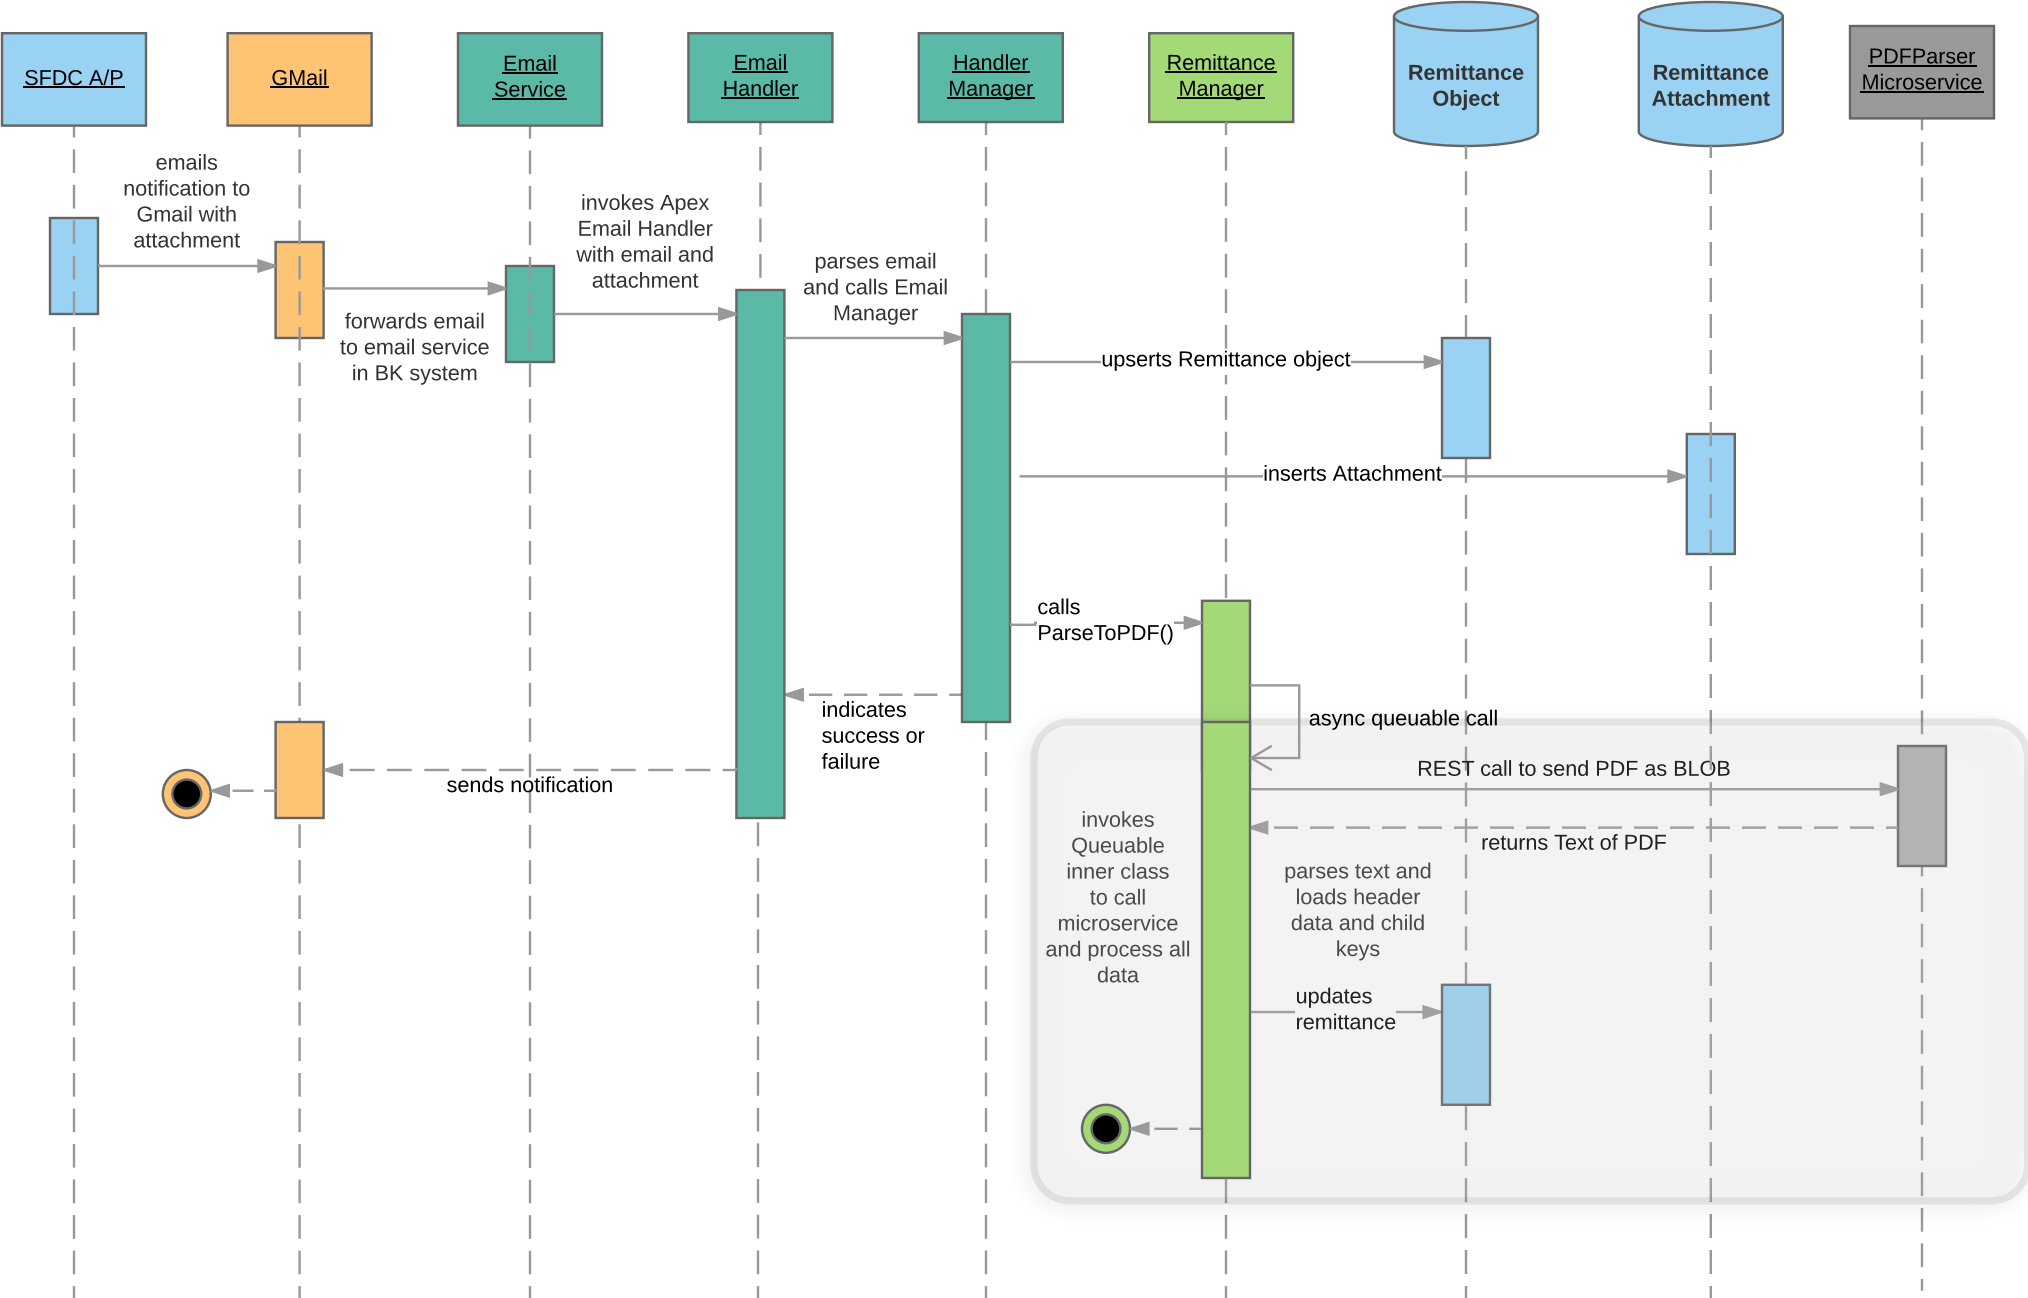 SFDC A/P
GMail
Email
Service
Email
Handler
Handler
Manager
Remittance
Manager
Remittance
Object
Remittance
Attachment
PDFParser
Microservice
emails
notification to
Gmail with
attachment
forwards email
to email service
in BK system
invokes Apex
Email Handler
with email and
attachment
parses email
and calls Email
Manager
upserts Remittance object
inserts Attachment
calls
ParseToPDF()
indicates
success or
failure
sends notification
async queuable call
REST call to send PDF as BLOB
returns Text of PDF
invokes
Queuable
inner class
to call
microservice
and process all
data
parses text and
loads header
data and child
keys
updates
remittance